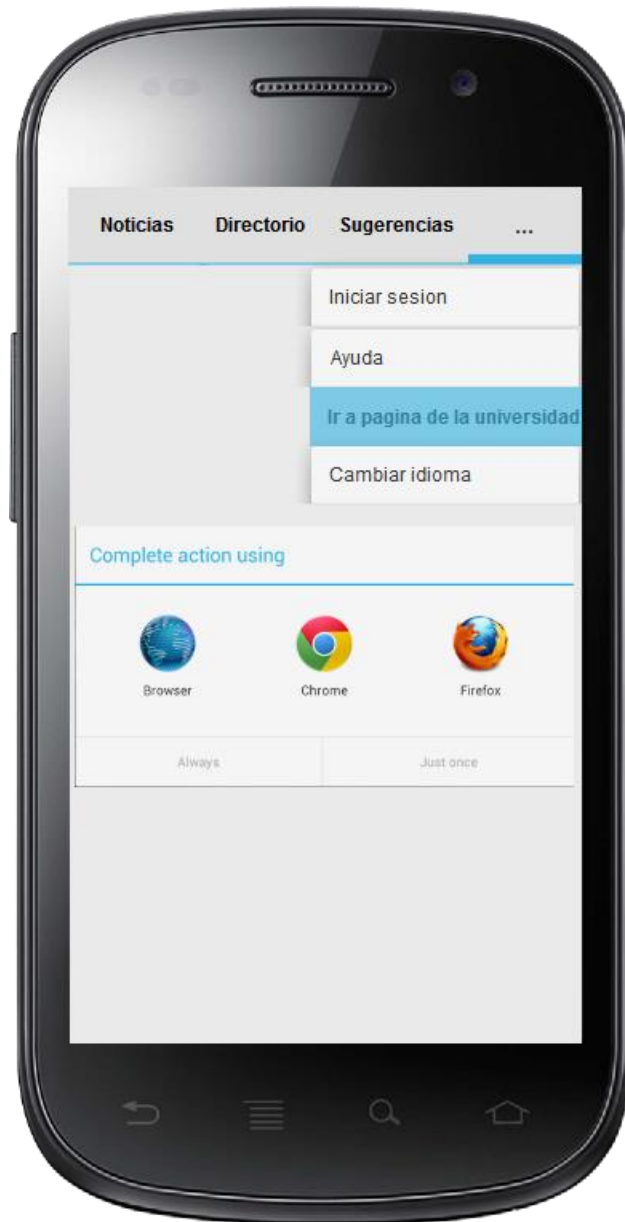 Noticias Directorio Sugerencias ...
Iniciar sesion
Ayuda
Ir a pagina de la universidad
Cambiar idioma
Complete action using
Browser Chrome Firefox
Always Just once